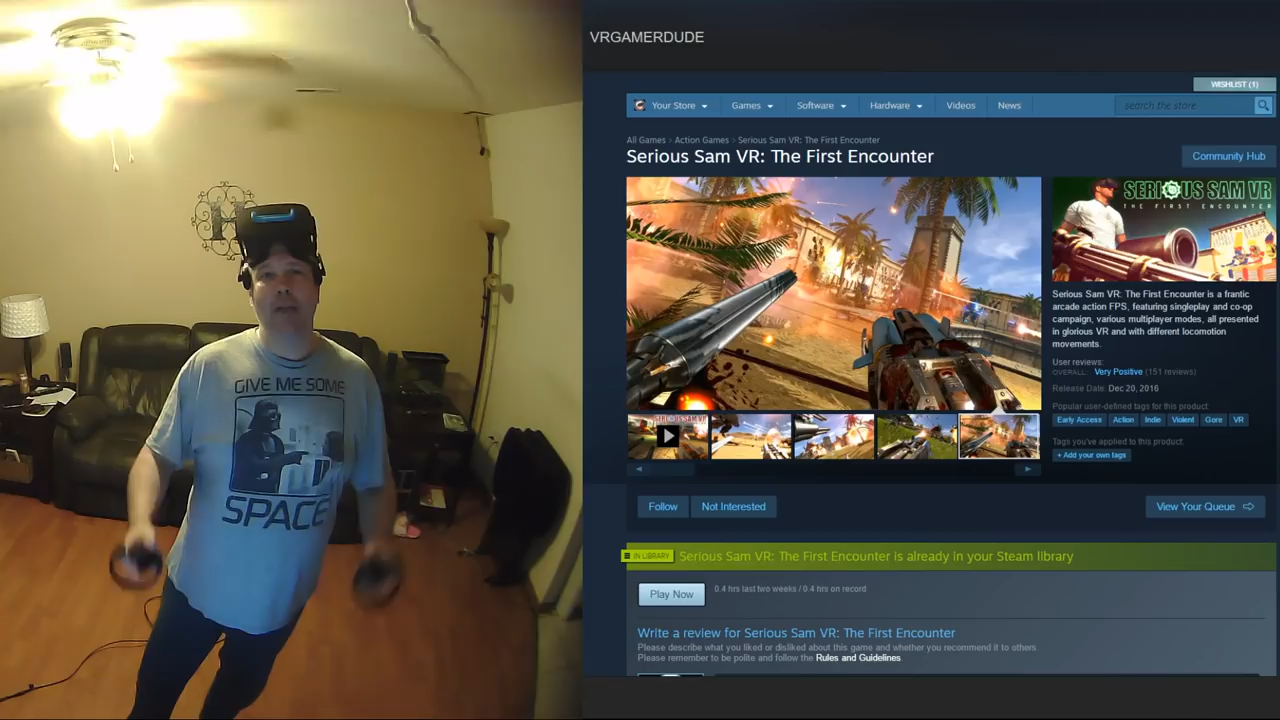 H
GIVE ME SOME
SPACE
VRGAMERDUDE
WISHLIST (1)
Your Store
Games
Software
Hardware
Videos
News
search the store
All Games > Action Games > Serious Sam VR: The First Encounter
Serious Sam VR: The First Encounter
Community Hub
SERIOUS SAM VR
THE FIRST ENCOUNTER
Serious Sam VR: The First Encounter is a frantic
arcade action FPS, featuring singleplay and co-op
campaign, various multiplayer modes, all presented
in glorious VR and with different locomotion
movements.
User reviews:
OVERALL: Very Positive (151 reviews)
Release Date: Dec 20, 2016
Popular user-defined tags for this product:
Early Access Action Indie Violent Gore VR
Tags you've applied to this product:
+ Add your own tags
SERIOUS SAM VR
Follow
Not Interested
View Your Queue
IN LIBRARY
Serious Sam VR: The First Encounter is already in your Steam library
Play Now
0.4 hrs last two weeks / 0.4 hrs on record
Write a review for Serious Sam VR: The First Encounter
Please describe what you liked or disliked about this game and whether you recommend it to others.
Please remember to be polite and follow the Rules and Guidelines.